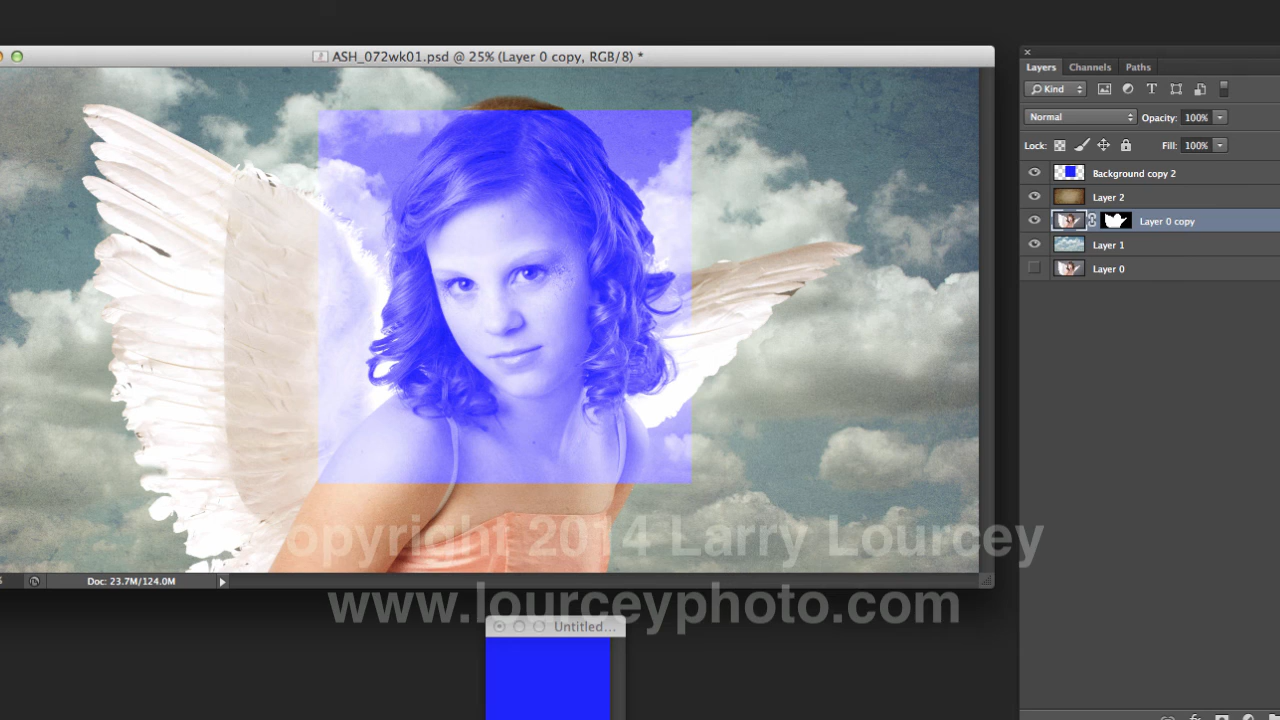 ASH_072wk01.psd @ 25% (Layer 0 copy, RGB/8) *
Layers Channels Paths
Kind
Normal Opacity: 100%
Lock: Fill: 100%
Background copy 2
Layer 2
Layer 0 copy
Layer 1
Layer 0
opyright 2014 Larry Lourcey
Doc: 23.7M/124.0M
www.lourceyphoto.com
Untitled...